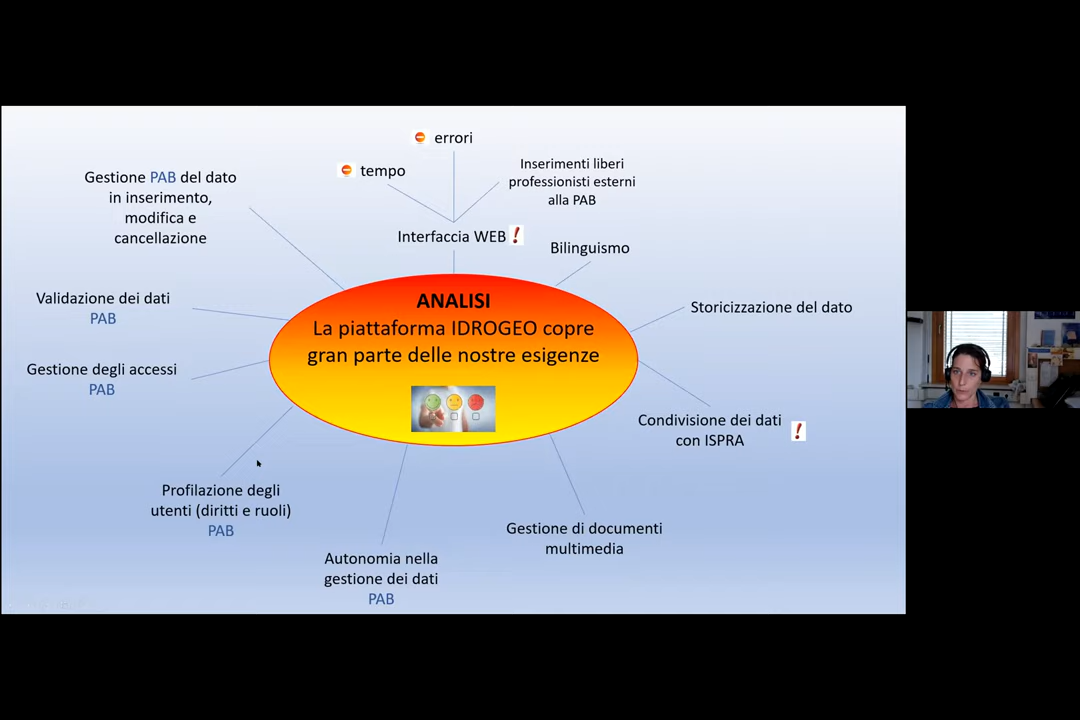 errori
tempo
Inserimenti liberi
professionisti esterni
alla PAB
Gestione PAB del dato
in inserimento,
modifica e
cancellazione
Interfaccia WEB !
Bilinguismo
Validazione dei dati
PAB
ANALISI
La piattaforma IDROGEO copre
gran parte delle nostre esigenze
Storicizzazione del dato
Gestione degli accessi
PAB
Condivisione dei dati !
con ISPRA
Profilazione degli
utenti (diritti e ruoli)
PAB
Gestione di documenti
multimedia
Autonomia nella
gestione dei dati
PAB